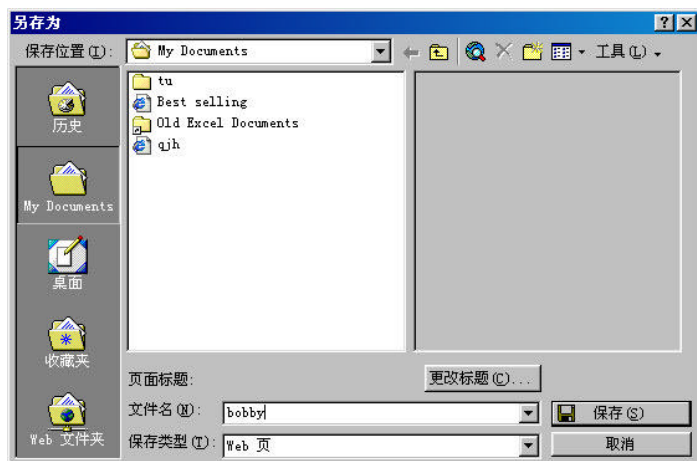 另存为
保存位置(I):
My Documents
工具(L)
历史
My Documents
桌面
收藏夹
Web 文件夹
tu
Best selling
Old Excel Documents
qjh
页面标题:
更改标题(C)...
文件名(N):
bobby
保存(S)
保存类型(T):
Web 页
取消